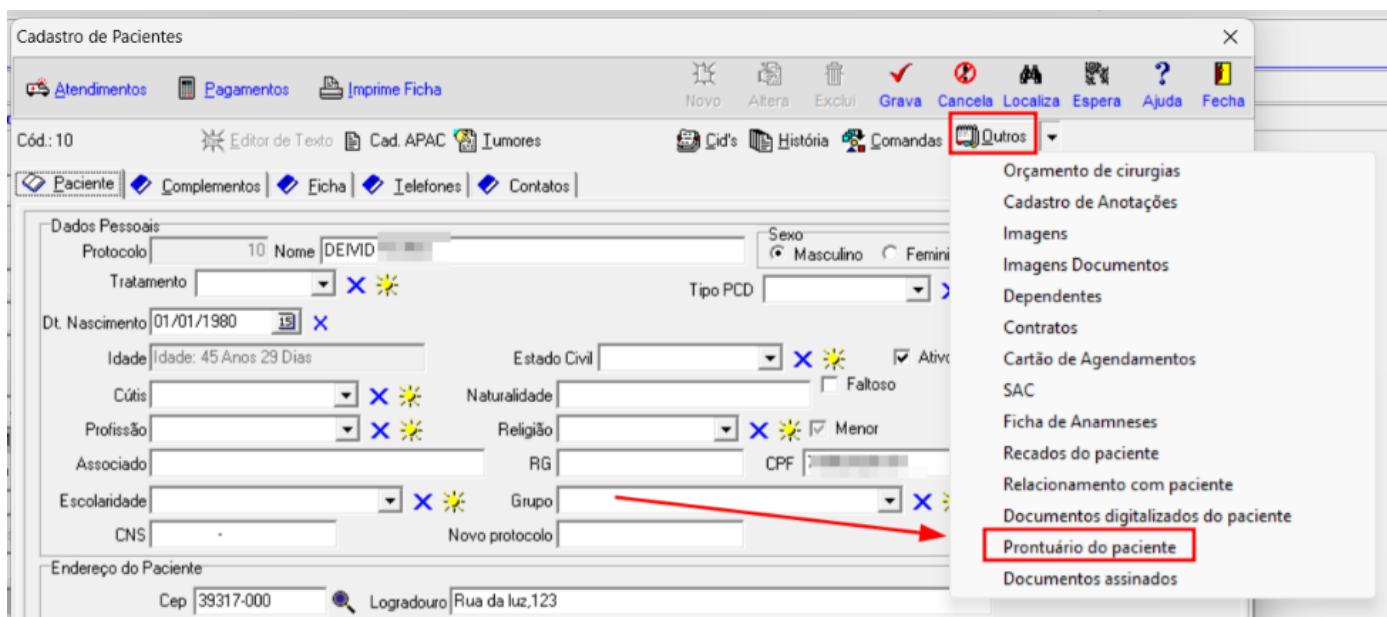 Cadastro de Pacientes
Atendimentos Pagamentos Imprime Ficha Novo Altera Exclui Grava Cancela Localiza Espera Ajuda Fecha
Cód.: 10 Editor de Texto Cad. APAC Tumores Cid's História Comandas Outros
Paciente Complementos Ficha Telefones Contatos
Dados Pessoais
Protocolo 10 Nome DEIVID
Sexo
Masculino Femini
Tratamento Tipo PCD
Dt. Nascimento 01/01/1980 15
Idade Idade: 45 Anos 29 Dias Estado Civil Ativo
Cútis Naturalidade Faltoso
Profissão Religião Menor
Associado RG CPF
Escolaridade Grupo
CNS - Novo protocolo
Endereço do Paciente
Cep 39317-000 Logradouro Rua da luz,123
Orçamento de cirurgias
Cadastro de Anotações
Imagens
Imagens Documentos
Dependentes
Contratos
Cartão de Agendamentos
SAC
Ficha de Anamneses
Recados do paciente
Relacionamento com paciente
Documentos digitalizados do paciente
Prontuário do paciente
Documentos assinados